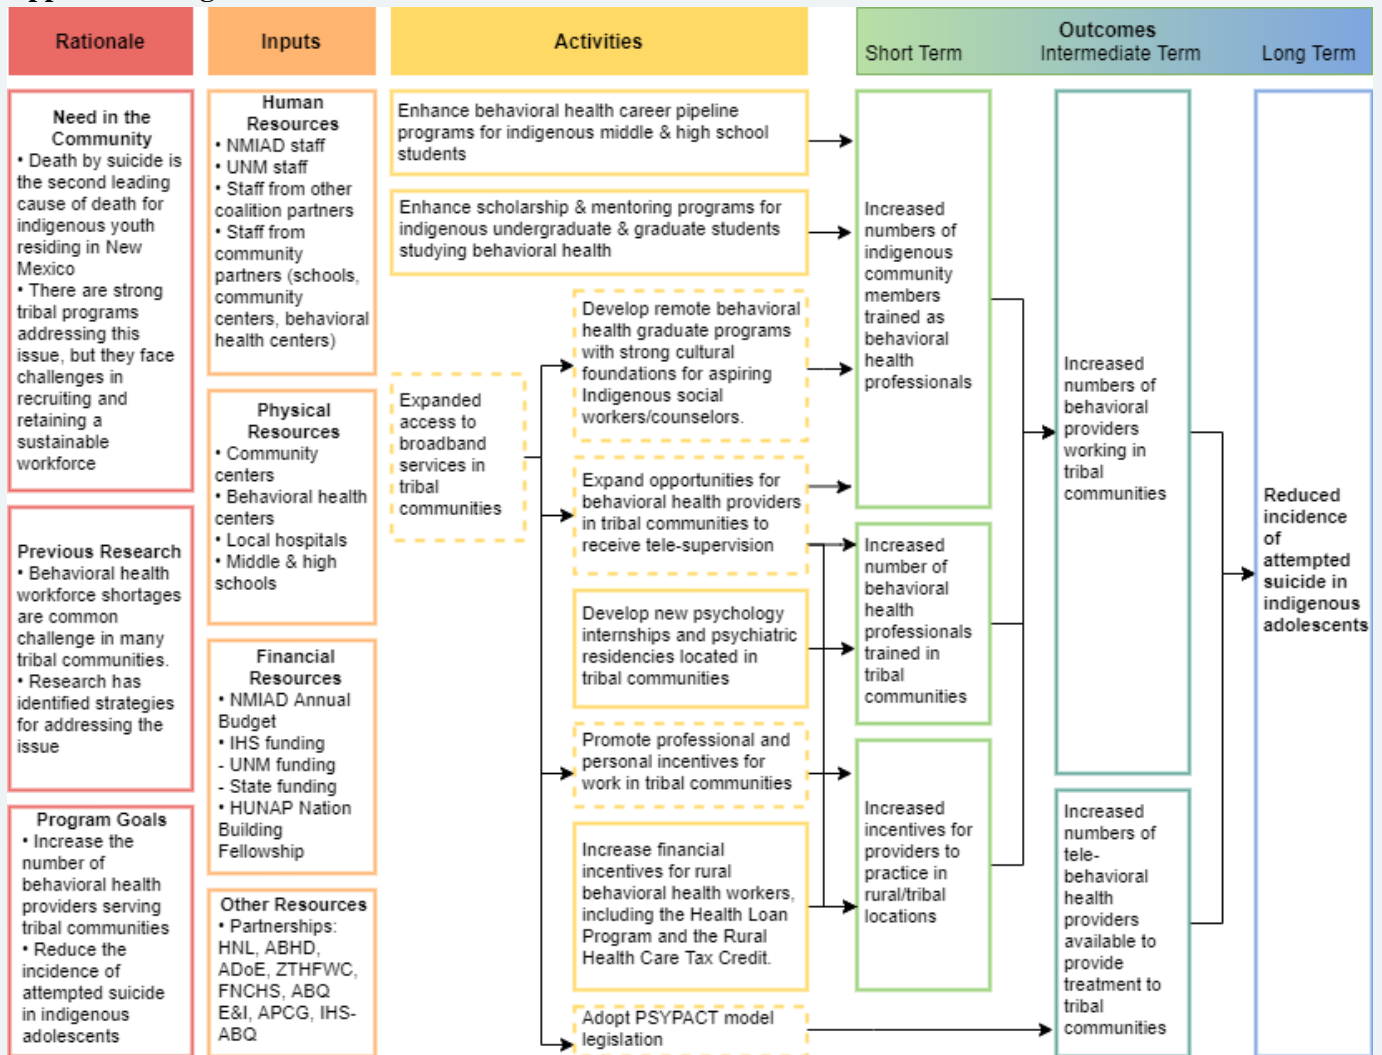 Rationale
Inputs
Activities
Outcomes
Short Term
Intermediate Term
Long Term
Need in the
Community
• Death by suicide is
the second leading
cause of death for
indigenous youth
residing in New
Mexico
• There are strong
tribal programs
addressing this
issue, but they face
challenges in
recruiting and
retaining a
sustainable
workforce
Previous Research
• Behavioral health
workforce shortages
are common
challenge in many
tribal communities.
• Research has
identified strategies
for addressing the
issue
Program Goals
• Increase the
number of
behavioral health
providers serving
tribal communities
• Reduce the
incidence of
attempted suicide
in indigenous
adolescents
Human
Resources
• NMIAD staff
• UNM staff
• Staff from other
coalition partners
• Staff from
community
partners (schools,
community
centers, behavioral
health centers)
Physical
Resources
• Community
centers
• Behavioral health
centers
• Local hospitals
• Middle & high
schools
Financial
Resources
• NMIAD Annual
Budget
• IHS funding
- UNM funding
- State funding
• HUNAP Nation
Building
Fellowship
Other Resources
• Partnerships:
HNL, ABHD,
ADoE, ZTHFWC,
FNCHS, ABQ
E&I, APCG, IHS-
ABQ
Enhance behavioral health career pipeline
programs for indigenous middle & high school
students
Enhance scholarship & mentoring programs for
indigenous undergraduate & graduate students
studying behavioral health
Expanded
access to
broadband
services in
tribal
communities
Develop remote behavioral
health graduate programs
with strong cultural
foundations for aspiring
Indigenous social
workers/counselors.
Expand opportunities for
behavioral health providers
in tribal communities to
receive tele-supervision
Develop new psychology
internships and psychiatric
residencies located in
tribal communities
Promote professional and
personal incentives for
work in tribal communities
Increase financial
incentives for rural
behavioral health workers,
including the Health Loan
Program and the Rural
Health Care Tax Credit.
Adopt PSYPACT model
legislation
Increased
numbers of
indigenous
community
members
trained as
behavioral
health
professionals
Increased
number of
behavioral
health
professionals
trained in
tribal
communities
Increased
incentives for
providers to
practice in
rural/tribal
locations
Increased
numbers of
behavioral
providers
working in
tribal
communities
Increased
numbers of
tele-
behavioral
health
providers
available to
provide
treatment to
tribal
communities
Reduced
incidence
of
attempted
suicide in
indigenous
adolescents